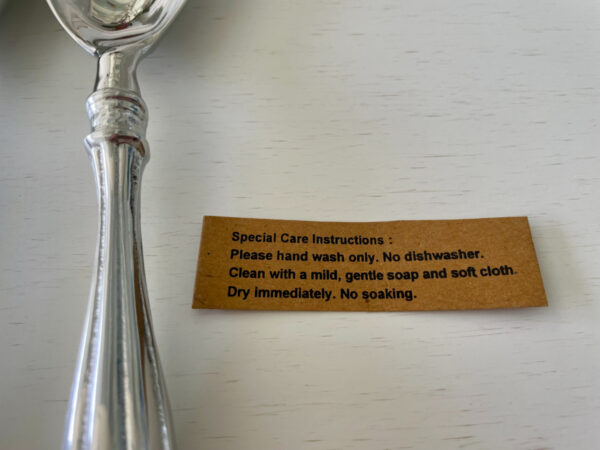 Special Care Instructions :
Please hand wash only. No dishwasher.
Clean with a mild, gentle soap and soft cloth.
Dry immediately. No soaking.